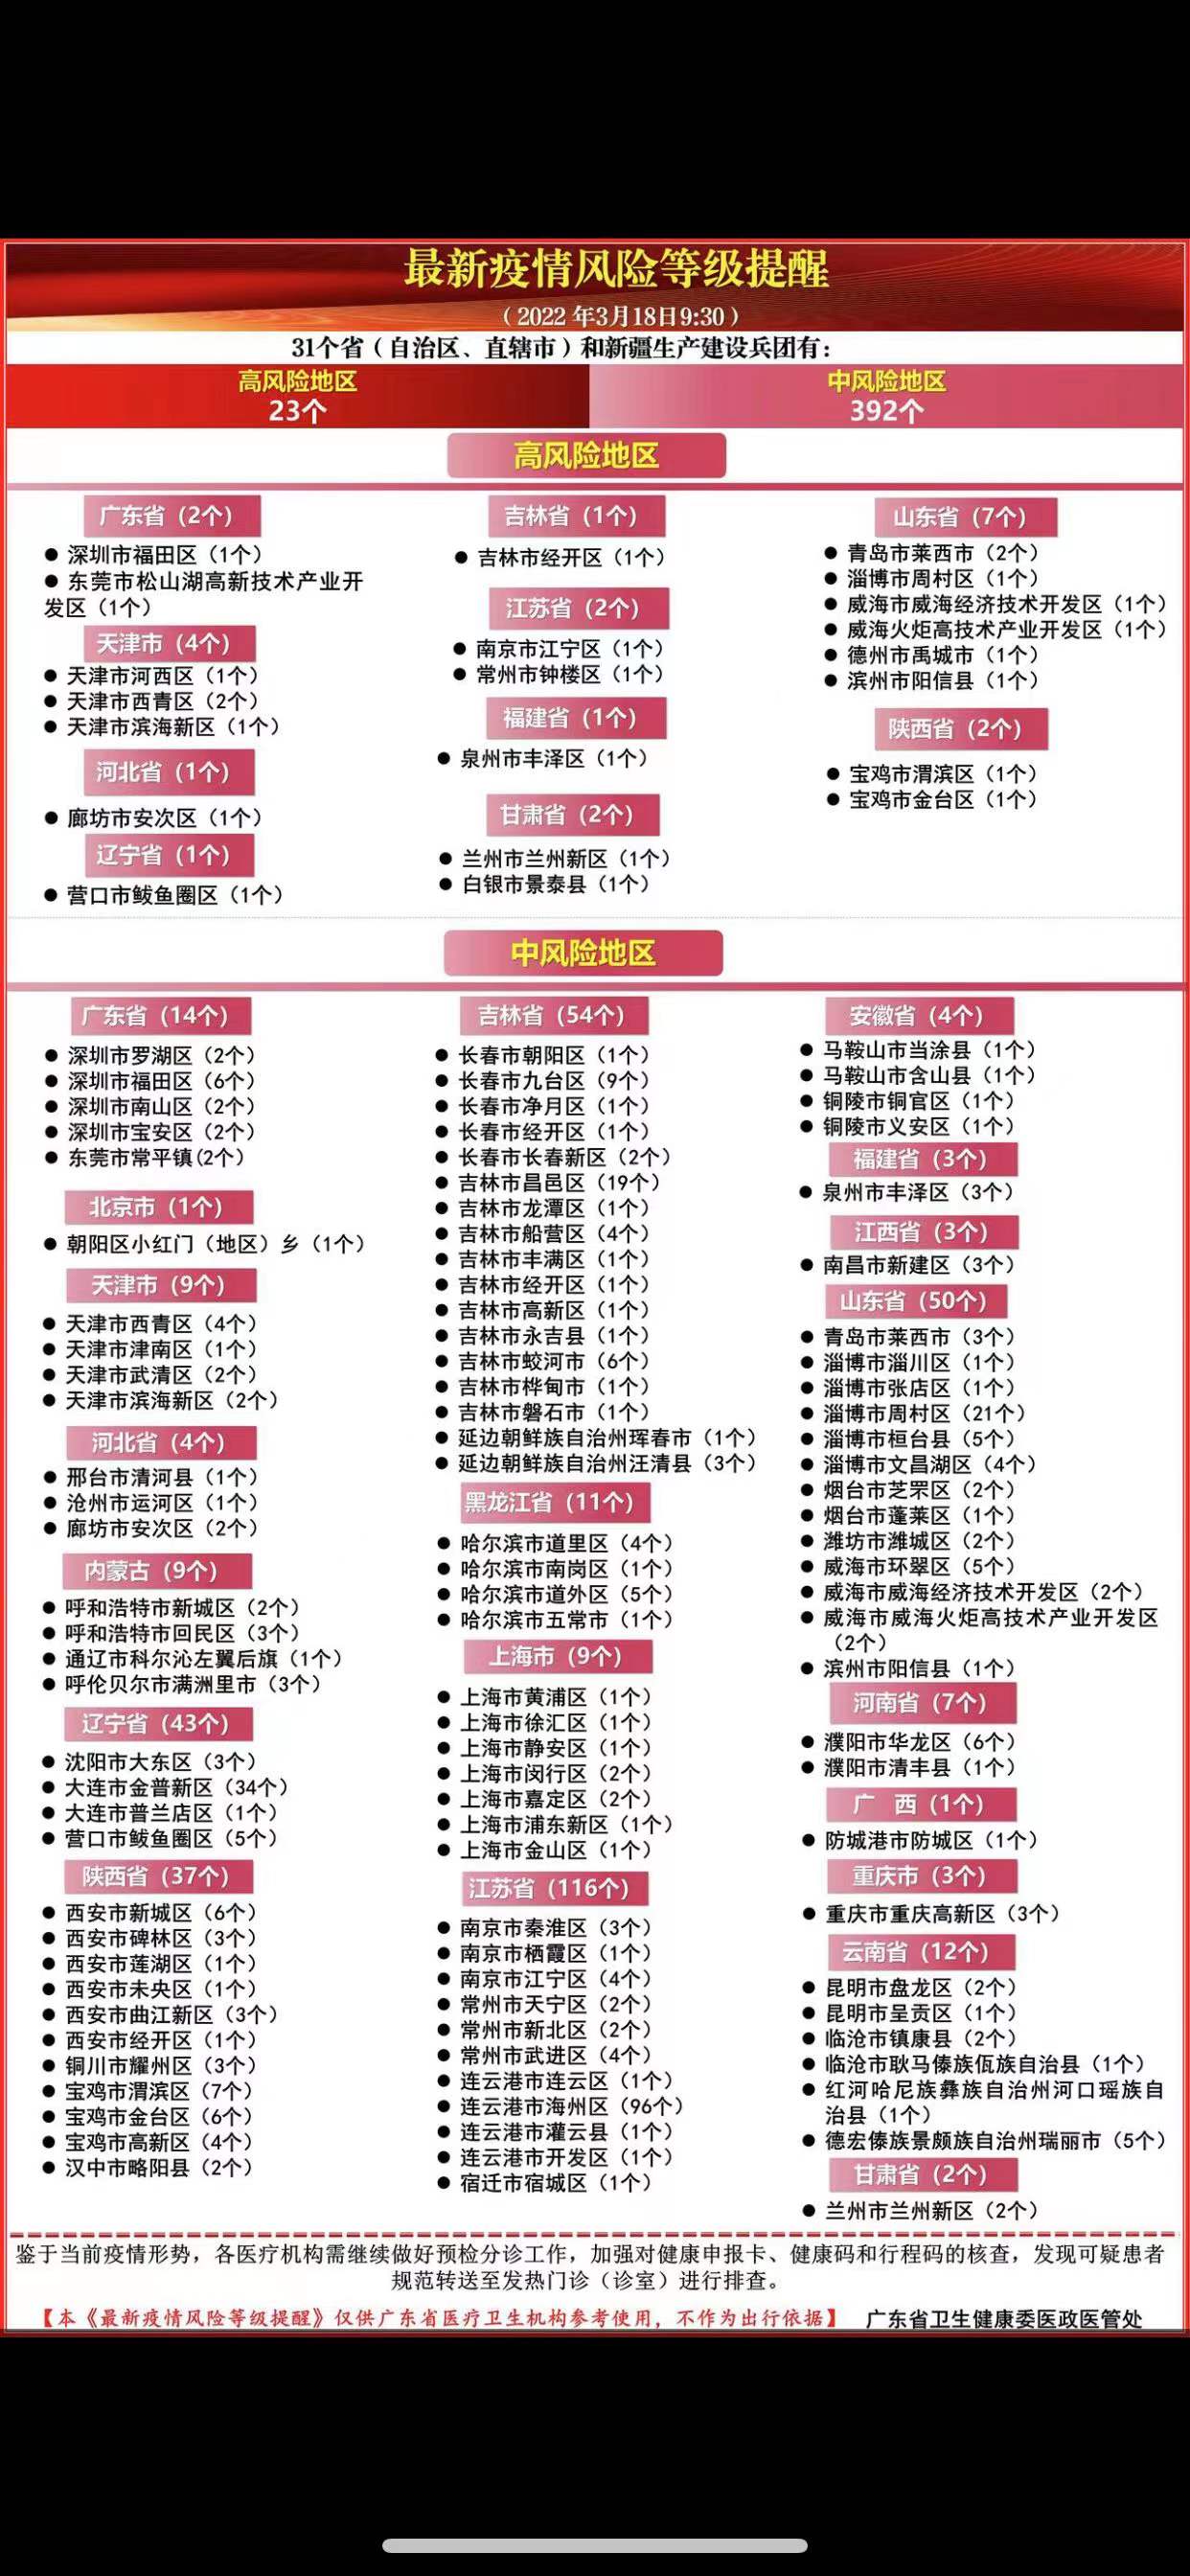 最新疫情风险等级提醒
（2022 年3月18日9:30）
31个省（自治区、直辖市）和新疆生产建设兵团有：
高风险地区
23个
中风险地区
392个
高风险地区
广东省（2个）
● 深圳市福田区（1个）
● 东莞市松山湖高新技术产业开
发区（1个）
天津市（4个）
● 天津市河西区（1个）
● 天津市西青区（2个）
● 天津市滨海新区（1个）
河北省（1个）
● 廊坊市安次区（1个）
辽宁省（1个）
● 营口市鲅鱼圈区（1个）
吉林省（1个）
● 吉林市经开区（1个）
江苏省（2个）
● 南京市江宁区（1个）
● 常州市钟楼区（1个）
福建省（1个）
● 泉州市丰泽区（1个）
甘肃省（2个）
● 兰州市兰州新区（1个）
● 白银市景泰县（1个）
山东省（7个）
● 青岛市莱西市（2个）
● 淄博市周村区（1个）
● 威海市威海经济技术开发区（1个）
● 威海火炬高技术产业开发区（1个）
● 德州市禹城市（1个）
● 滨州市阳信县（1个）
陕西省（2个）
● 宝鸡市渭滨区（1个）
● 宝鸡市金台区（1个）
中风险地区
广东省（14个）
● 深圳市罗湖区（2个）
● 深圳市福田区（6个）
● 深圳市南山区（2个）
● 深圳市宝安区（2个）
● 东莞市常平镇(2个）
北京市（1个）
● 朝阳区小红门（地区）乡（1个）
天津市（9个）
● 天津市西青区（4个）
● 天津市津南区（1个）
● 天津市武清区（2个）
● 天津市滨海新区（2个）
河北省（4个）
● 邢台市清河县（1个）
● 沧州市运河区（1个）
● 廊坊市安次区（2个）
内蒙古（9个）
● 呼和浩特市新城区（2个）
● 呼和浩特市回民区（3个）
● 通辽市科尔沁左翼后旗（1个）
● 呼伦贝尔市满洲里市（3个）
辽宁省（43个）
● 沈阳市大东区（3个）
● 大连市金普新区（34个）
● 大连市普兰店区（1个）
● 营口市鲅鱼圈区（5个）
陕西省（37个）
● 西安市新城区（6个）
● 西安市碑林区（3个）
● 西安市莲湖区（1个）
● 西安市未央区（1个）
● 西安市曲江新区（3个）
● 西安市经开区（1个）
● 铜川市耀州区（3个）
● 宝鸡市渭滨区（7个）
● 宝鸡市金台区（6个）
● 宝鸡市高新区（4个）
● 汉中市略阳县（2个）
吉林省（54个）
● 长春市朝阳区（1个）
● 长春市九台区（9个）
● 长春市净月区（1个）
● 长春市经开区（1个）
● 长春市长春新区（2个）
● 吉林市昌邑区（19个）
● 吉林市龙潭区（1个）
● 吉林市船营区（4个）
● 吉林市丰满区（1个）
● 吉林市经开区（1个）
● 吉林市高新区（1个）
● 吉林市永吉县（1个）
● 吉林市蛟河市（6个）
● 吉林市桦甸市（1个）
● 吉林市磐石市（1个）
● 延边朝鲜族自治州珲春市（1个）
● 延边朝鲜族自治州汪清县（3个）
黑龙江省（11个）
● 哈尔滨市道里区（4个）
● 哈尔滨市南岗区（1个）
● 哈尔滨市道外区（5个）
● 哈尔滨市五常市（1个）
上海市（9个）
● 上海市黄浦区（1个）
● 上海市徐汇区（1个）
● 上海市静安区（1个）
● 上海市闵行区（2个）
● 上海市嘉定区（2个）
● 上海市浦东新区（1个）
● 上海市金山区（1个）
江苏省（116个）
● 南京市秦淮区（3个）
● 南京市栖霞区（1个）
● 南京市江宁区（4个）
● 常州市天宁区（2个）
● 常州市新北区（2个）
● 常州市武进区（4个）
● 连云港市连云区（1个）
● 连云港市海州区（96个）
● 连云港市灌云县（1个）
● 连云港市开发区（1个）
● 宿迁市宿城区（1个）
安徽省（4个）
● 马鞍山市当涂县（1个）
● 马鞍山市含山县（1个）
● 铜陵市铜官区（1个）
● 铜陵市义安区（1个）
福建省（3个）
● 泉州市丰泽区（3个）
江西省（3个）
● 南昌市新建区（3个）
山东省（50个）
● 青岛市莱西市（3个）
● 淄博市淄川区（1个）
● 淄博市张店区（1个）
● 淄博市周村区（21个）
● 淄博市桓台县（5个）
● 淄博市文昌湖区（4个）
● 烟台市芝罘区（2个）
● 烟台市蓬莱区（1个）
● 潍坊市潍城区（2个）
● 威海市环翠区（5个）
● 威海市威海经济技术开发区（2个）
● 威海市威海火炬高技术产业开发区
（2个）
● 滨州市阳信县（1个）
河南省（7个）
● 濮阳市华龙区（6个）
● 濮阳市清丰县（1个）
广 西（1个）
● 防城港市防城区（1个）
重庆市（3个）
● 重庆市重庆高新区（3个）
云南省（12个）
● 昆明市盘龙区（2个）
● 昆明市呈贡区（1个）
● 临沧市镇康县（2个）
● 临沧市耿马傣族佤族自治县（1个）
● 红河哈尼族彝族自治州河口瑶族自
治县（1个）
● 德宏傣族景颇族自治州瑞丽市（5个）
甘肃省（2个）
● 兰州市兰州新区（2个）
鉴于当前疫情形势，各医疗机构需继续做好预检分诊工作，加强对健康申报卡、健康码和行程码的核查，发现可疑患者
规范转送至发热门诊（诊室）进行排查。
【本《最新疫情风险等级提醒》仅供广东省医疗卫生机构参考使用，不作为出行依据】 广东省卫生健康委医政医管处